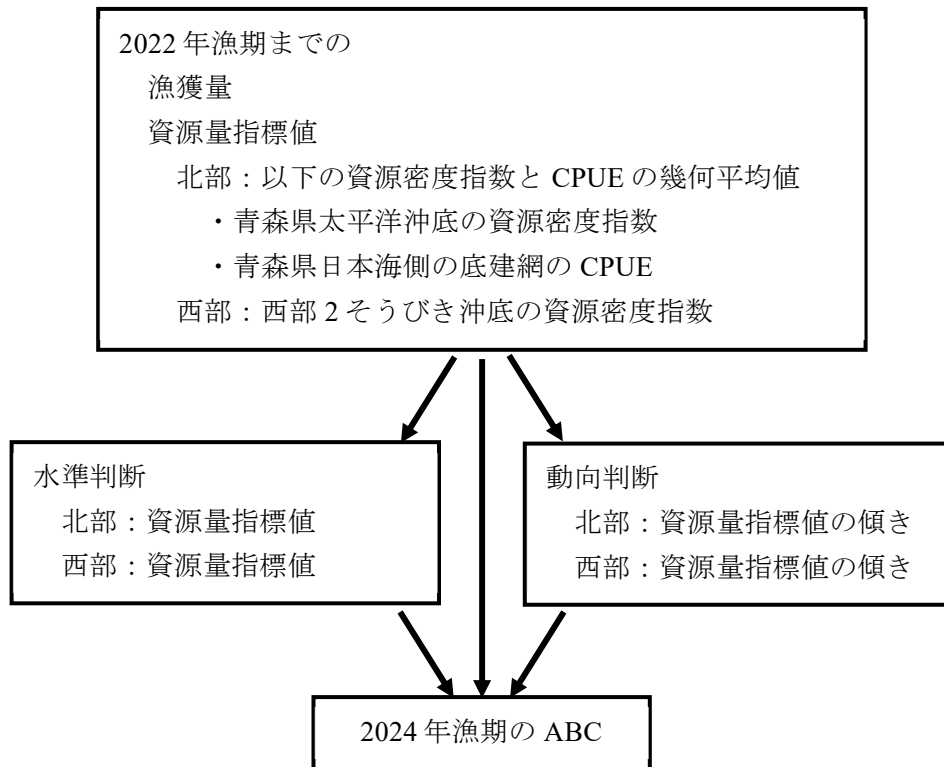 2022 年漁期までの
漁獲量
資源量指標値
北部：以下の資源密度指数と CPUE の幾何平均値
・青森県太平洋沖底の資源密度指数
・青森県日本海側の底建網の CPUE
西部：西部 2 そうびき沖底の資源密度指数
水準判断
北部：資源量指標値
西部：資源量指標値
動向判断
北部：資源量指標値の傾き
西部：資源量指標値の傾き
2024 年漁期の ABC